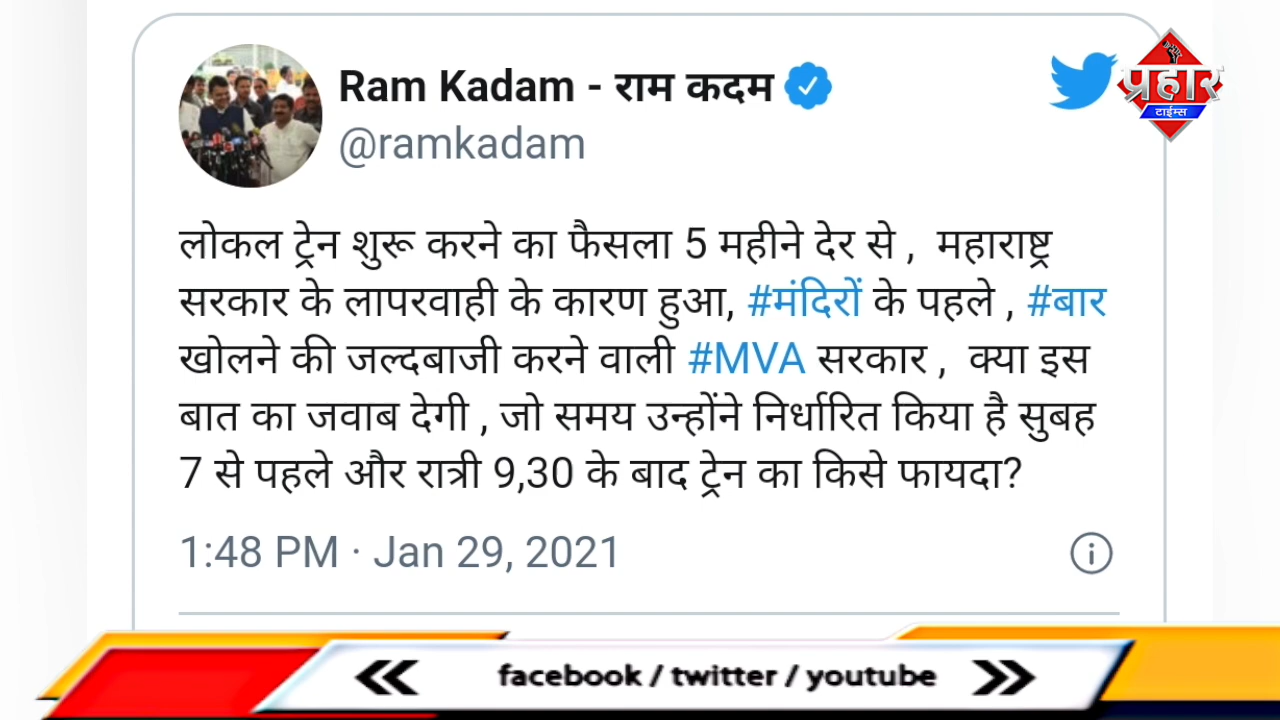 Ram Kadam - राम कदम
@ramkadam
प्रहार
टाईम्स
लोकल ट्रेन शुरू करने का फैसला 5 महीने देर से , महाराष्ट्र
सरकार के लापरवाही के कारण हुआ, #मंदिरों के पहले , #बार
खोलने की जल्दबाजी करने वाली #MVA सरकार , क्या इस
बात का जवाब देगी , जो समय उन्होंने निर्धारित किया है सुबह
7 से पहले और रात्री 9,30 के बाद ट्रेन का किसे फायदा?
1:48 PM · Jan 29, 2021
facebook / twitter / youtube